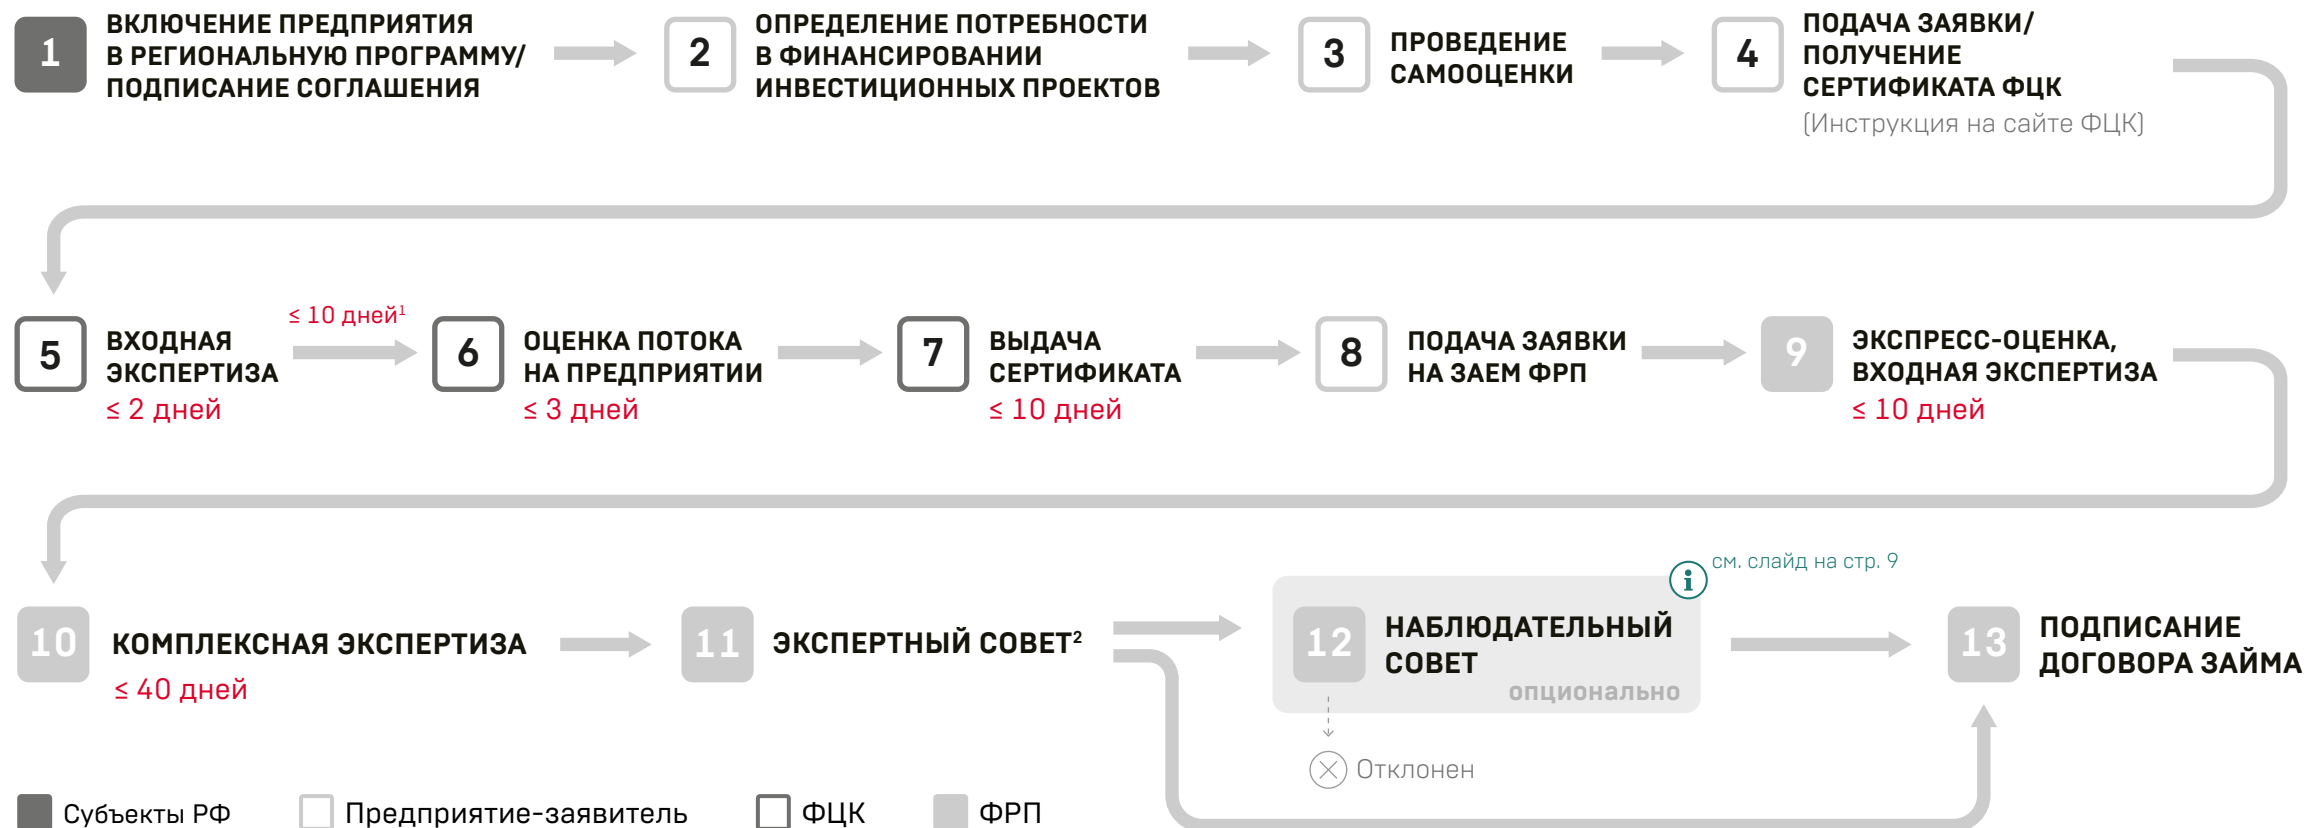 1
ВКЛЮЧЕНИЕ ПРЕДПРИЯТИЯ
В РЕГИОНАЛЬНУЮ ПРОГРАММУ/
ПОДПИСАНИЕ СОГЛАШЕНИЯ
2
ОПРЕДЕЛЕНИЕ ПОТРЕБНОСТИ
В ФИНАНСИРОВАНИИ
ИНВЕСТИЦИОННЫХ ПРОЕКТОВ
3
ПРОВЕДЕНИЕ
САМООЦЕНКИ
4
ПОДАЧА ЗАЯВКИ/
ПОЛУЧЕНИЕ
СЕРТИФИКАТА ФЦК
(Инструкция на сайте ФЦК)
5
ВХОДНАЯ
ЭКСПЕРТИЗА
≤ 2 дней
≤ 10 дней¹
6
ОЦЕНКА ПОТОКА
НА ПРЕДПРИЯТИИ
≤ 3 дней
7
ВЫДАЧА
СЕРТИФИКАТА
≤ 10 дней
8
ПОДАЧА ЗАЯВКИ
НА ЗАЕМ ФРП
9
ЭКСПРЕСС-ОЦЕНКА,
ВХОДНАЯ ЭКСПЕРТИЗА
≤ 10 дней
10
КОМПЛЕКСНАЯ ЭКСПЕРТИЗА
≤ 40 дней
11
ЭКСПЕРТНЫЙ СОВЕТ²
см. слайд на стр. 9
12
НАБЛЮДАТЕЛЬНЫЙ
СОВЕТ
опционально
Отклонен
13
ПОДПИСАНИЕ
ДОГОВОРА ЗАЙМА
Субъекты РФ
Предприятие-заявитель
ФЦК
ФРП